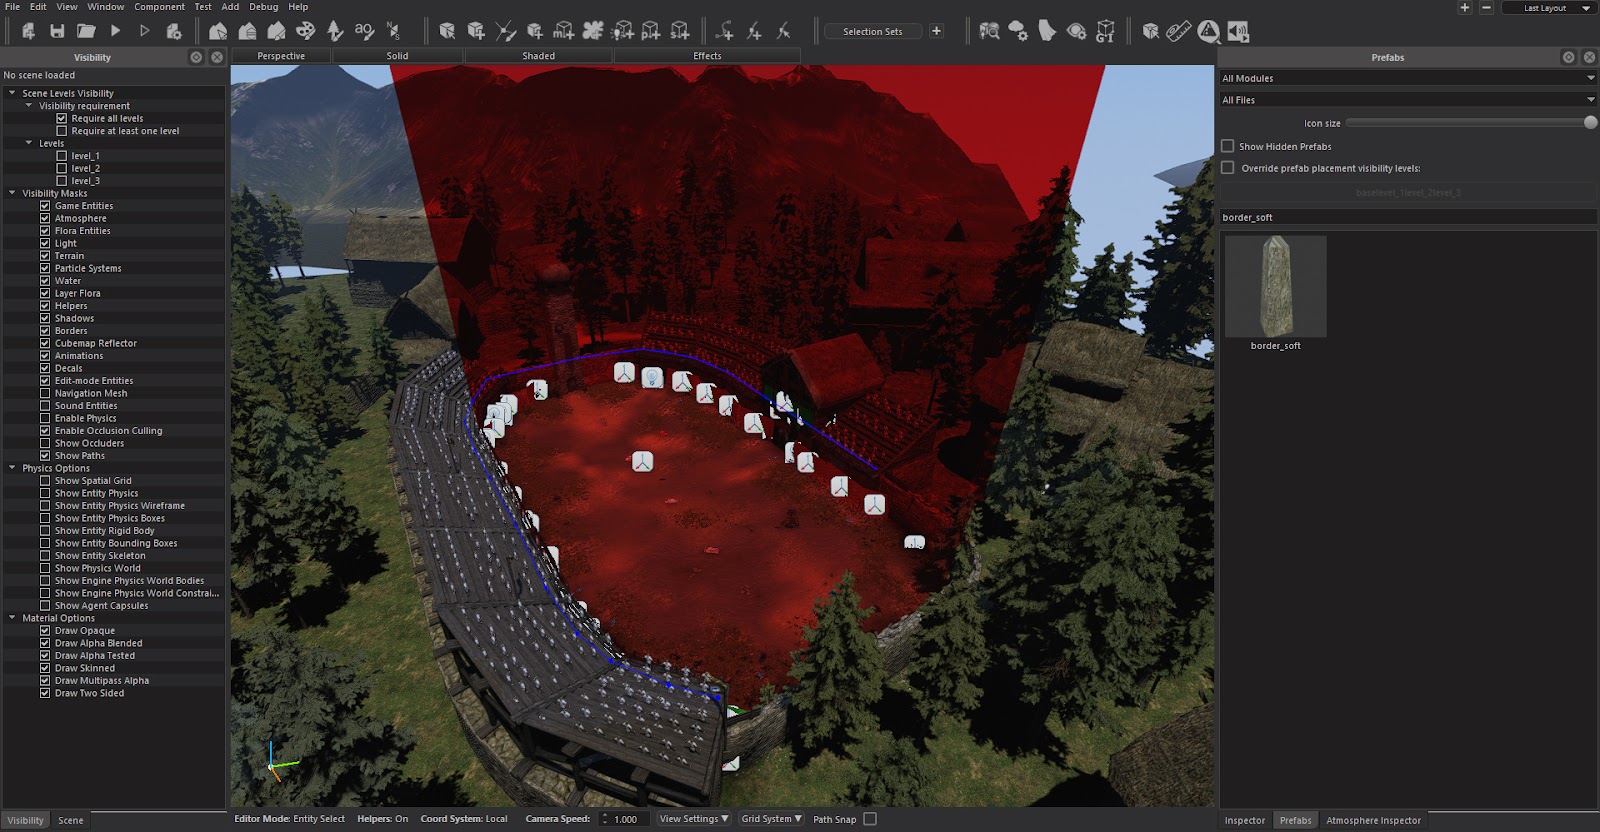 File Edit View Window Component Test Add Debug Help
Last Layout
Selection Sets
Visibility
Perspective
Solid
Shaded
Effects
Prefabs
No scene loaded
Scene Levels Visibility
Visibility requirement
Require all levels
Require at least one level
Levels
level_1
level_2
level_3
Visibility Masks
Game Entities
Atmosphere
Flora Entities
Light
Terrain
Particle Systems
Water
Layer Flora
Helpers
Shadows
Borders
Cubemap Reflector
Animations
Decals
Edit-mode Entities
Navigation Mesh
Sound Entities
Enable Physics
Enable Occlusion Culling
Show Occluders
Show Paths
Physics Options
Show Spatial Grid
Show Entity Physics
Show Entity Physics Wireframe
Show Entity Physics Boxes
Show Entity Rigid Body
Show Entity Bounding Boxes
Show Entity Skeleton
Show Physics World
Show Engine Physics World Bodies
Show Engine Physics World Constrai...
Show Agent Capsules
Material Options
Draw Opaque
Draw Alpha Blended
Draw Alpha Tested
Draw Skinned
Draw Multipass Alpha
Draw Two Sided
All Modules
All Files
Icon size
Show Hidden Prefabs
Override prefab placement visibility levels:
baselevel_1level_2level_3
border_soft
border_soft
Visibility Scene
Editor Mode: Entity Select Helpers: On Coord System: Local Camera Speed: 1.000 View Settings Grid System Path Snap
Inspector Prefabs Atmosphere Inspector